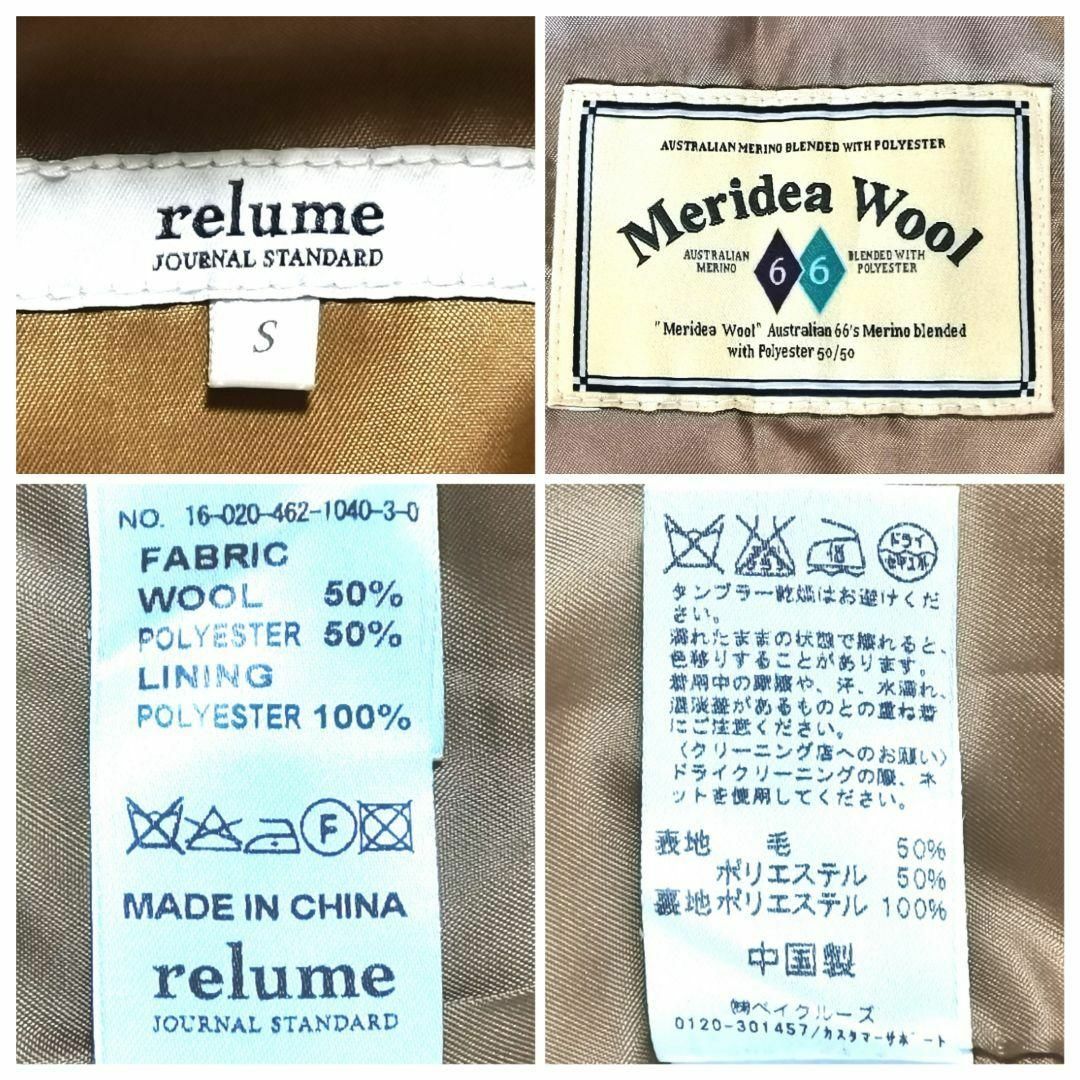 relume
JOURNAL STANDARD
S
AUSTRALIAN MERINO BLENDED WITH POLYESTER
Meridea Wool
AUSTRALIAN MERINO
6 6
BLENDED WITH POLYESTER
"Meridea Wool" Australian 66's Merino blended
with Polyester 50/50
NO. 16-020-462-1040-3-0
FABRIC
WOOL 50%
POLYESTER 50%
LINING
POLYESTER 100%
F
MADE IN CHINA
relume
JOURNAL STANDARD
ドライ
セキユ系
タンブラー乾燥はお避けくだ
さい。
濡れたままの状態で擦れると、
色移りすることがあります。
着用中の摩擦や、汗、水濡れ、
濃淡差があるものとの重ね着
にご注意ください。
〈クリーニング店へのお願い〉
ドライクリーニングの際、ネ
ットを使用してください。
表地 毛 50%
ポリエステル 50%
裏地 ポリエステル 100%
中国製
㈱ベイクルーズ
0120-301457/カスタマーサポート